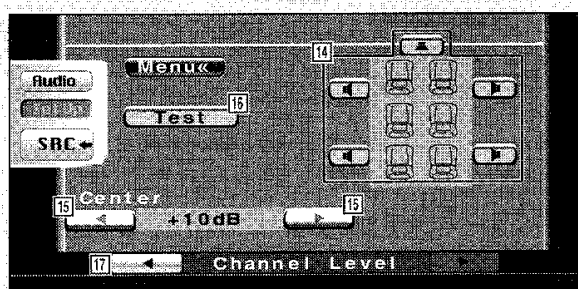 14
Menu«
Audio
16
Test
SRC
Center
15
+10dB
15
17
Channel Level